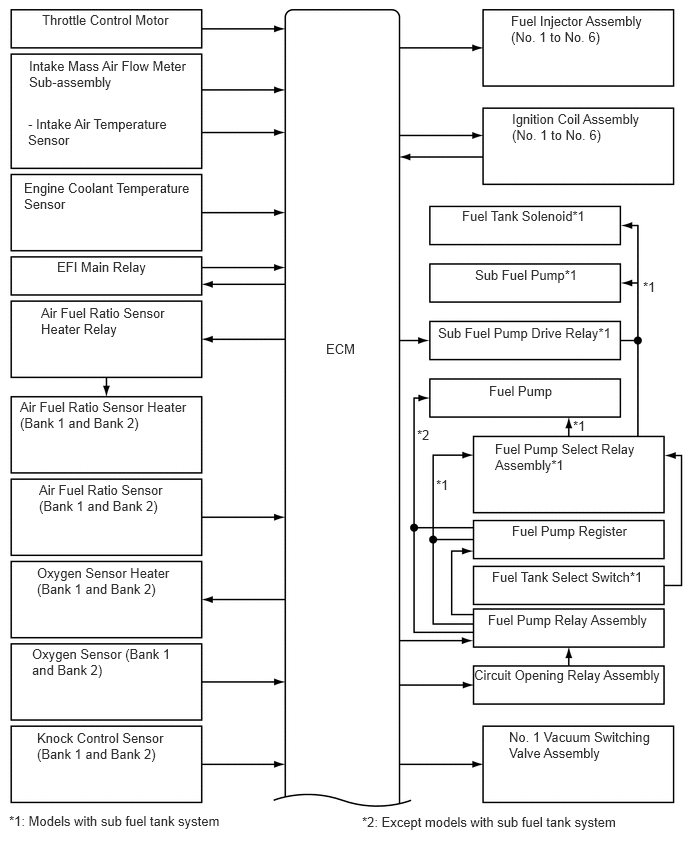 Throttle Control Motor
Intake Mass Air Flow Meter
Sub-assembly
- Intake Air Temperature
Sensor
Engine Coolant Temperature
Sensor
EFI Main Relay
Air Fuel Ratio Sensor
Heater Relay
Air Fuel Ratio Sensor Heater
(Bank 1 and Bank 2)
Air Fuel Ratio Sensor
(Bank 1 and Bank 2)
Oxygen Sensor Heater
(Bank 1 and Bank 2)
Oxygen Sensor (Bank 1
and Bank 2)
Knock Control Sensor
(Bank 1 and Bank 2)
ECM
Fuel Injector Assembly
(No. 1 to No. 6)
Ignition Coil Assembly
(No. 1 to No. 6)
Fuel Tank Solenoid*1
Sub Fuel Pump*1
*1
Sub Fuel Pump Drive Relay*1
Fuel Pump
*2
*1
Fuel Pump Select Relay
Assembly*1
*1
Fuel Pump Register
Fuel Tank Select Switch*1
Fuel Pump Relay Assembly
Circuit Opening Relay Assembly
No. 1 Vacuum Switching
Valve Assembly
*1: Models with sub fuel tank system
*2: Except models with sub fuel tank system